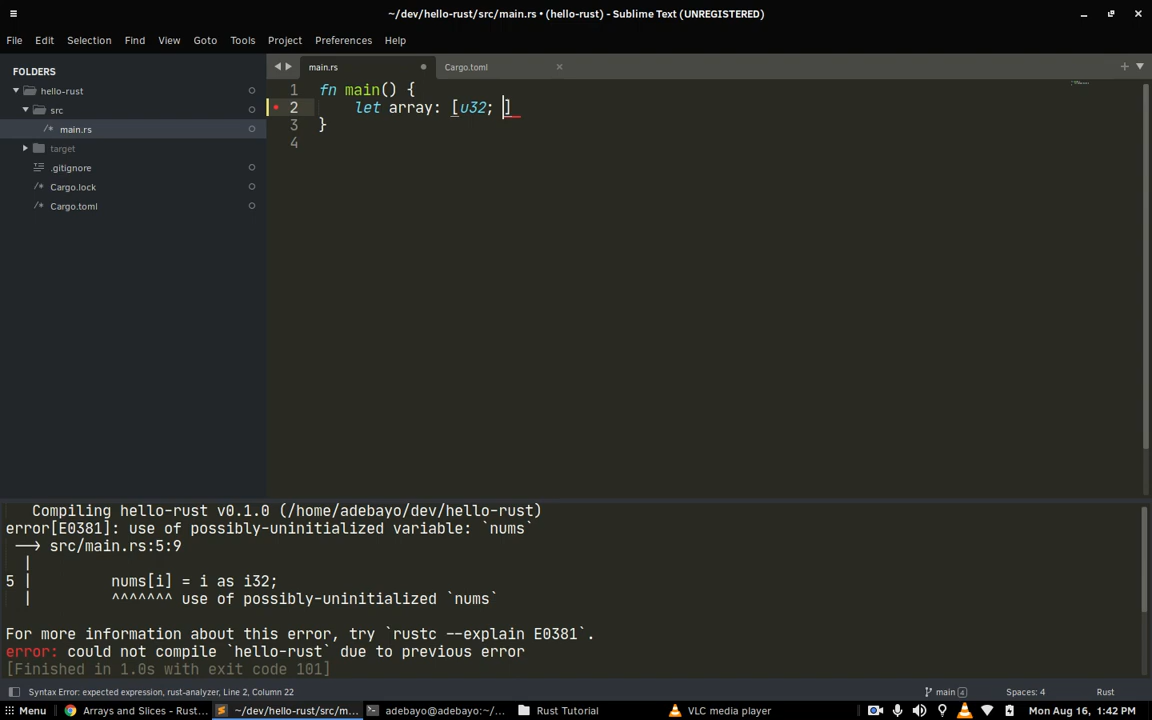 ~/dev/hello-rust/src/main.rs • (hello-rust) - Sublime Text (UNREGISTERED)
File Edit Selection Find View Goto Tools Project Preferences Help
FOLDERS
hello-rust
src
main.rs
target
.gitignore
Cargo.lock
Cargo.toml
main.rs Cargo.toml
1 fn main() {
2 let array: [u32; ]
3 }
4
Compiling hello-rust v0.1.0 (/home/adebayo/dev/hello-rust)
error[E0381]: use of possibly-uninitialized variable: `nums`
--> src/main.rs:5:9
|
5 | nums[i] = i as i32;
| ^^^^^^^ use of possibly-uninitialized `nums`
For more information about this error, try `rustc --explain E0381`.
error: could not compile `hello-rust` due to previous error
[Finished in 1.0s with exit code 101]
Syntax Error: expected expression, rust-analyzer, Line 2, Column 22 main 4 Spaces: 4 Rust
Menu Arrays and Slices - Rust... ~/dev/hello-rust/src/m... adebayo@adebayo:~/... Rust Tutorial VLC media player Mon Aug 16, 1:42 PM